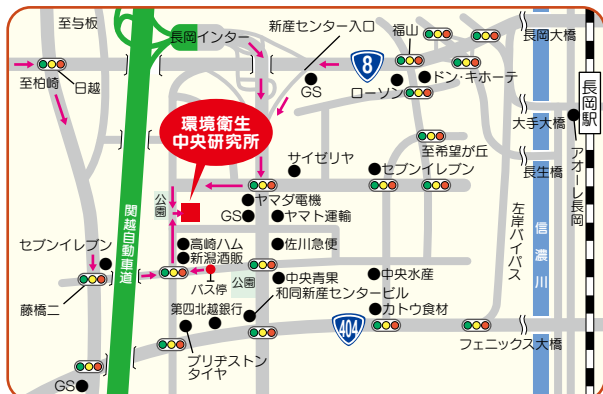 至与板
長岡インター
新産センター入口
福山
長岡大橋
至柏崎
日越
GS
8
ローソン
ドン・キホーテ
長岡駅
環境衛生
中央研究所
大手大橋
至希望が丘
サイゼリヤ
セブンイレブン
長生橋
アオーレ長岡
公園
ヤマダ電機
GS
ヤマト運輸
関越自動車道
左岸バイパス
信濃川
セブンイレブン
高崎ハム
新潟酒販
佐川急便
バス停
公園
中央青果
中央水産
藤橋二
第四北越銀行
和同新産センタービル
カトウ食材
404
フェニックス大橋
ブリヂストン
タイヤ
GS